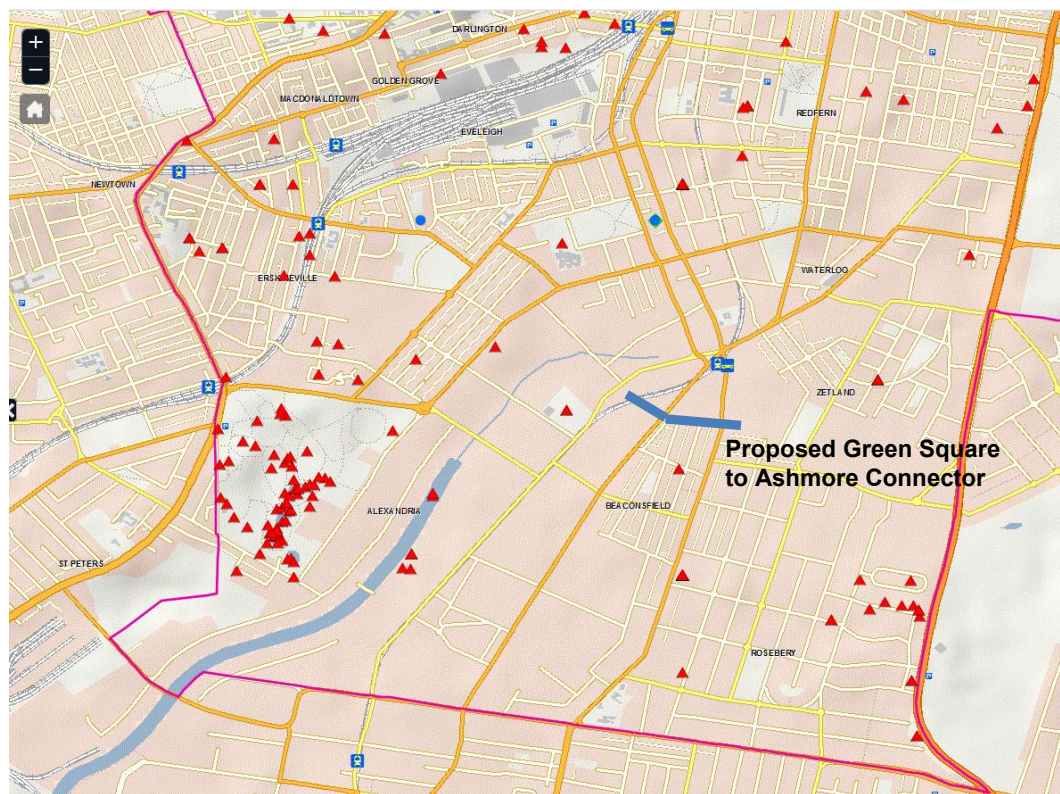 +
−
DARLINGTON
GOLDEN GROVE
MACDONALDTOWN
REDFERN
EVELEIGH
NEWTOWN
WATERLOO
ERSKINEVILLE
ZETLAND
Proposed Green Square
to Ashmore Connector
BEACONSFIELD
ALEXANDRIA
ST PETERS
ROSEBERY